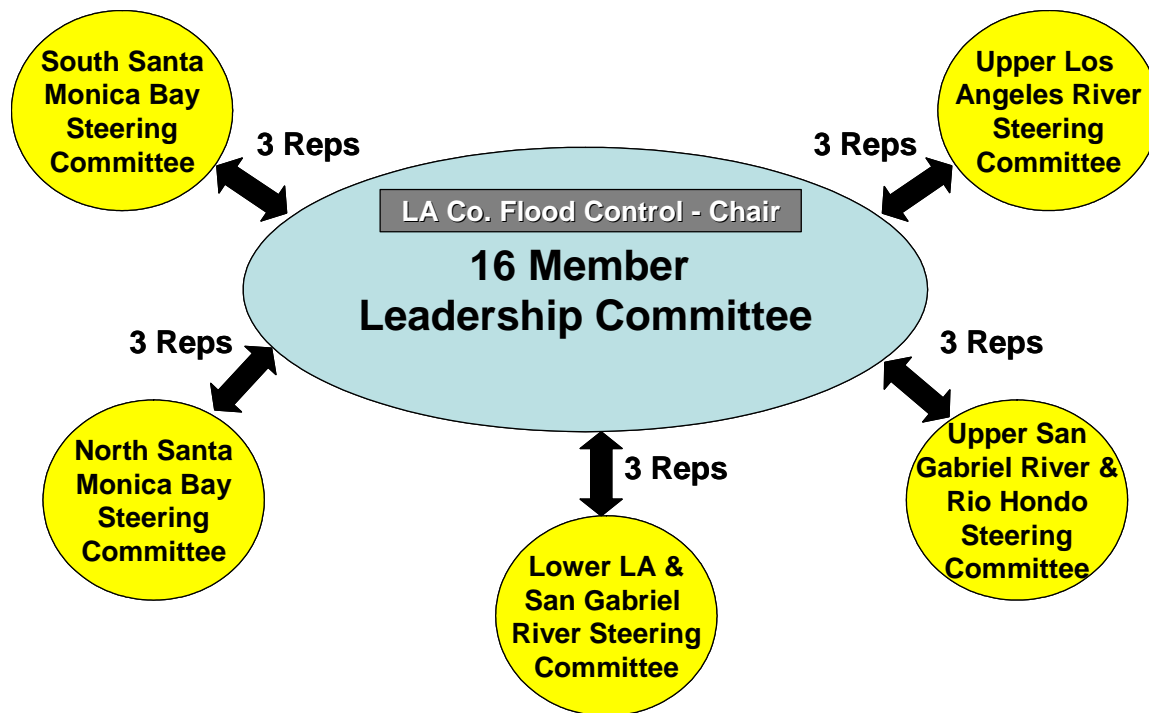 South Santa
Monica Bay
Steering
Committee
3 Reps
Upper Los
Angeles River
Steering
Committee
3 Reps
LA Co. Flood Control - Chair
16 Member
Leadership Committee
3 Reps
North Santa
Monica Bay
Steering
Committee
3 Reps
Lower LA &
San Gabriel
River Steering
Committee
3 Reps
Upper San
Gabriel River &
Rio Hondo
Steering
Committee